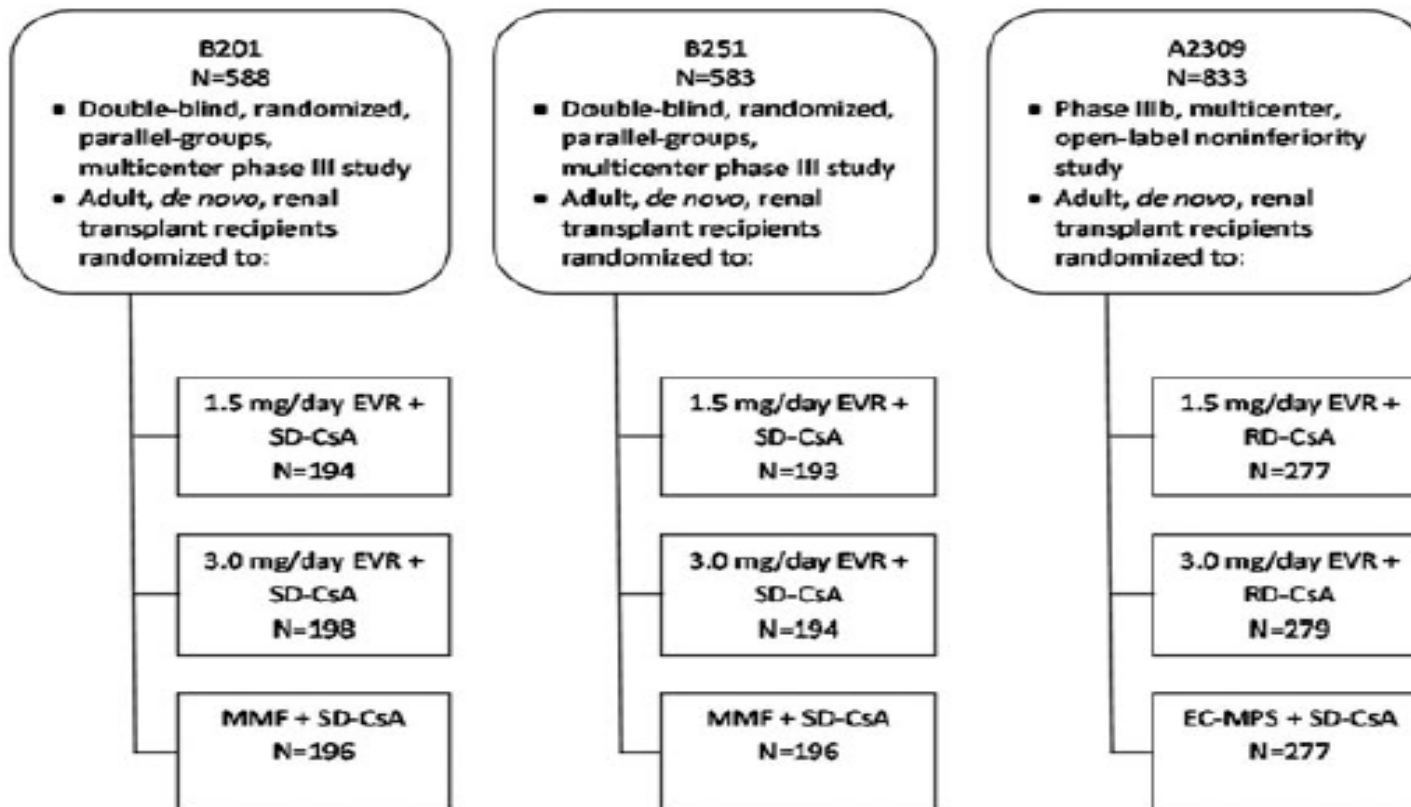 B201
N=588
▪ Double-blind, randomized,
parallel-groups,
multicenter phase III study
▪ Adult, de novo, renal
transplant recipients
randomized to:
1.5 mg/day EVR +
SD-CsA
N=194
3.0 mg/day EVR +
SD-CsA
N=198
MMF + SD-CsA
N=196
B251
N=583
▪ Double-blind, randomized,
parallel-groups,
multicenter phase III study
▪ Adult, de novo, renal
transplant recipients
randomized to:
1.5 mg/day EVR +
SD-CsA
N=193
3.0 mg/day EVR +
SD-CsA
N=194
MMF + SD-CsA
N=196
A2309
N=833
▪ Phase IIIb, multicenter,
open-label noninferiority
study
▪ Adult, de novo, renal
transplant recipients
randomized to:
1.5 mg/day EVR +
RD-CsA
N=277
3.0 mg/day EVR +
RD-CsA
N=279
EC-MPS + SD-CsA
N=277